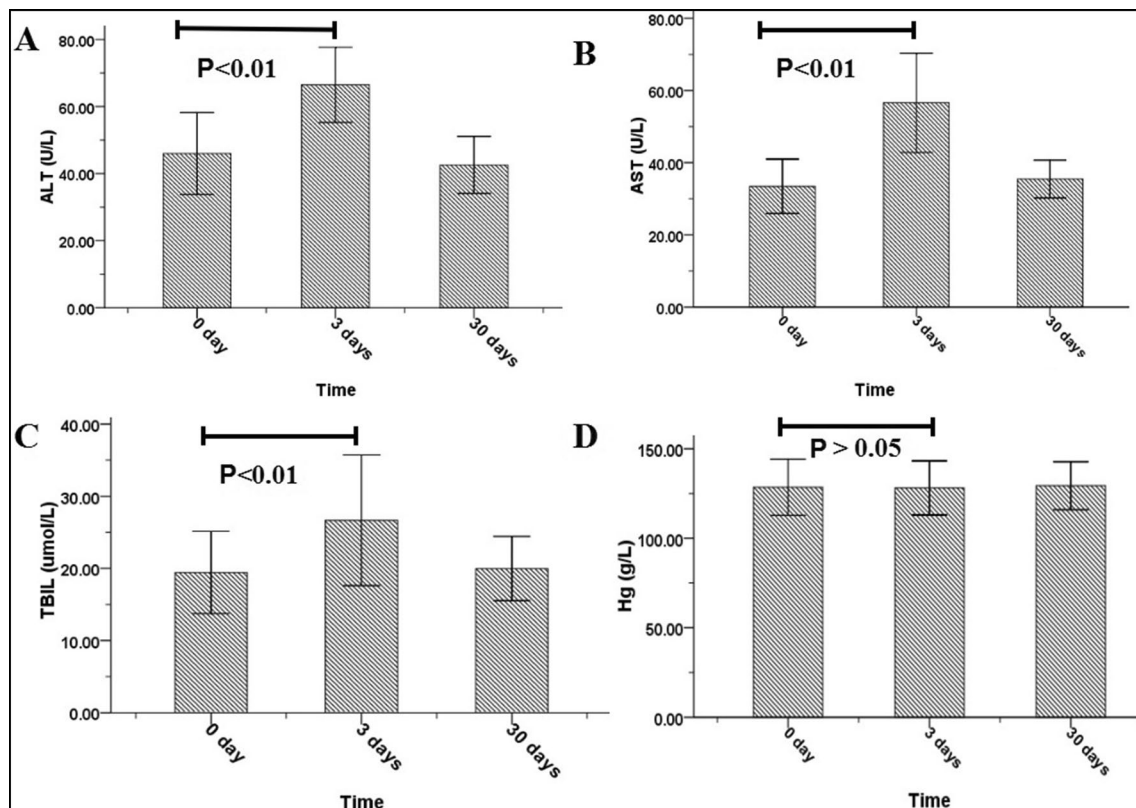 A
ALT (U/L)
80.00
60.00
40.00
20.00
0.00
P<0.01
0 day
3 days
30 days
Time
B
AST (U/L)
80.00
60.00
40.00
20.00
0.00
P<0.01
0 day
3 days
30 days
Time
C
TBIL (umol/L)
40.00
30.00
20.00
10.00
0.00
P<0.01
0 day
3 days
30 days
Time
D
Hg (g/L)
150.00
100.00
50.00
0.00
P > 0.05
0 day
3 days
30 days
Time